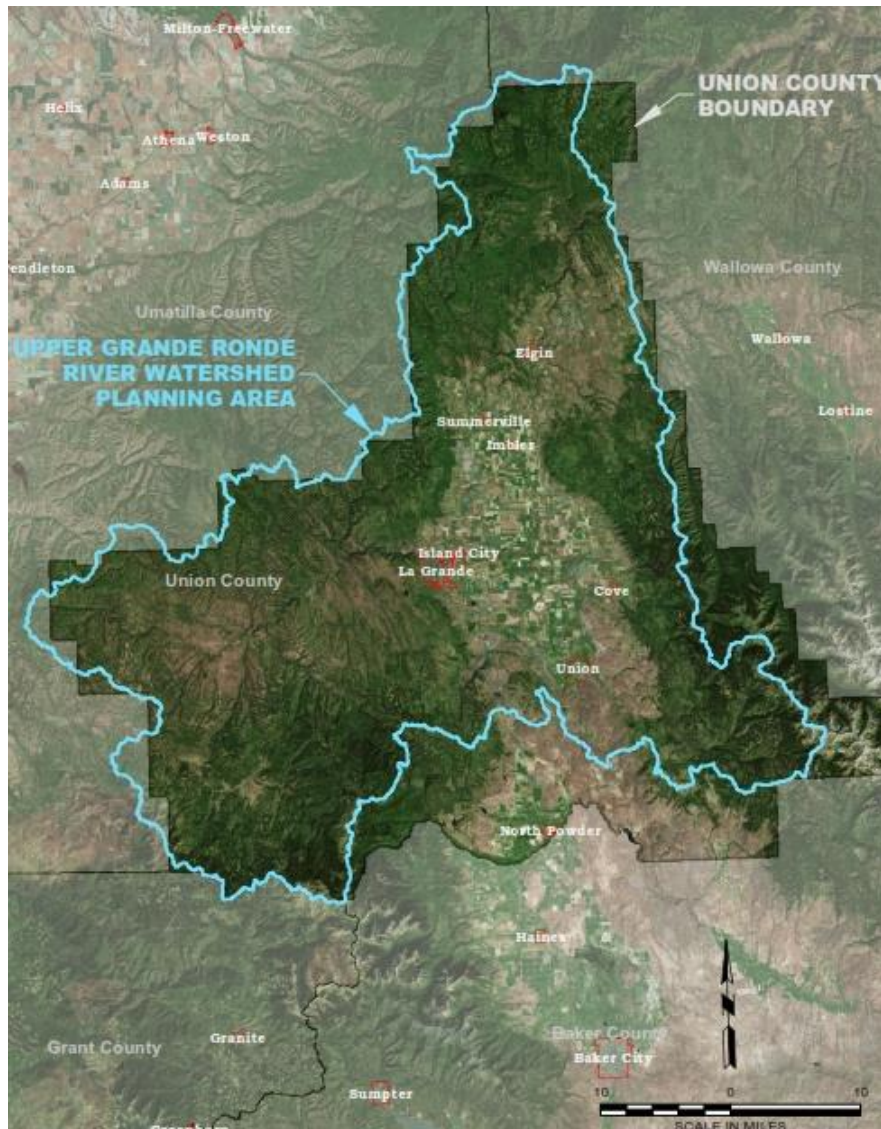 Milton-Freewater
UNION COUNTY
BOUNDARY
Helix
Athena
Weston
Adams
endleton
Wallowa County
Umatilla County
Wallowa
UPPER GRANDE RONDE
RIVER WATERSHED
PLANNING AREA
Elgin
Lostine
Summerville
Imbler
Island City
La Grande
Union County
Cove
Union
North Powder
Haines
Baker County
Granite
Grant County
Baker City
Sumpter
10 0 10
SCALE IN MILES